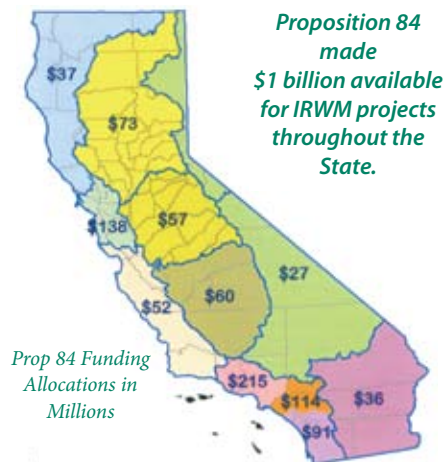 Proposition 84
made
$1 billion available
for IRWM projects
throughout the
State.
$37
$73
$138
$57
$27
$52
$60
Prop 84 Funding
Allocations in
Millions
$215
$114
$36
$91